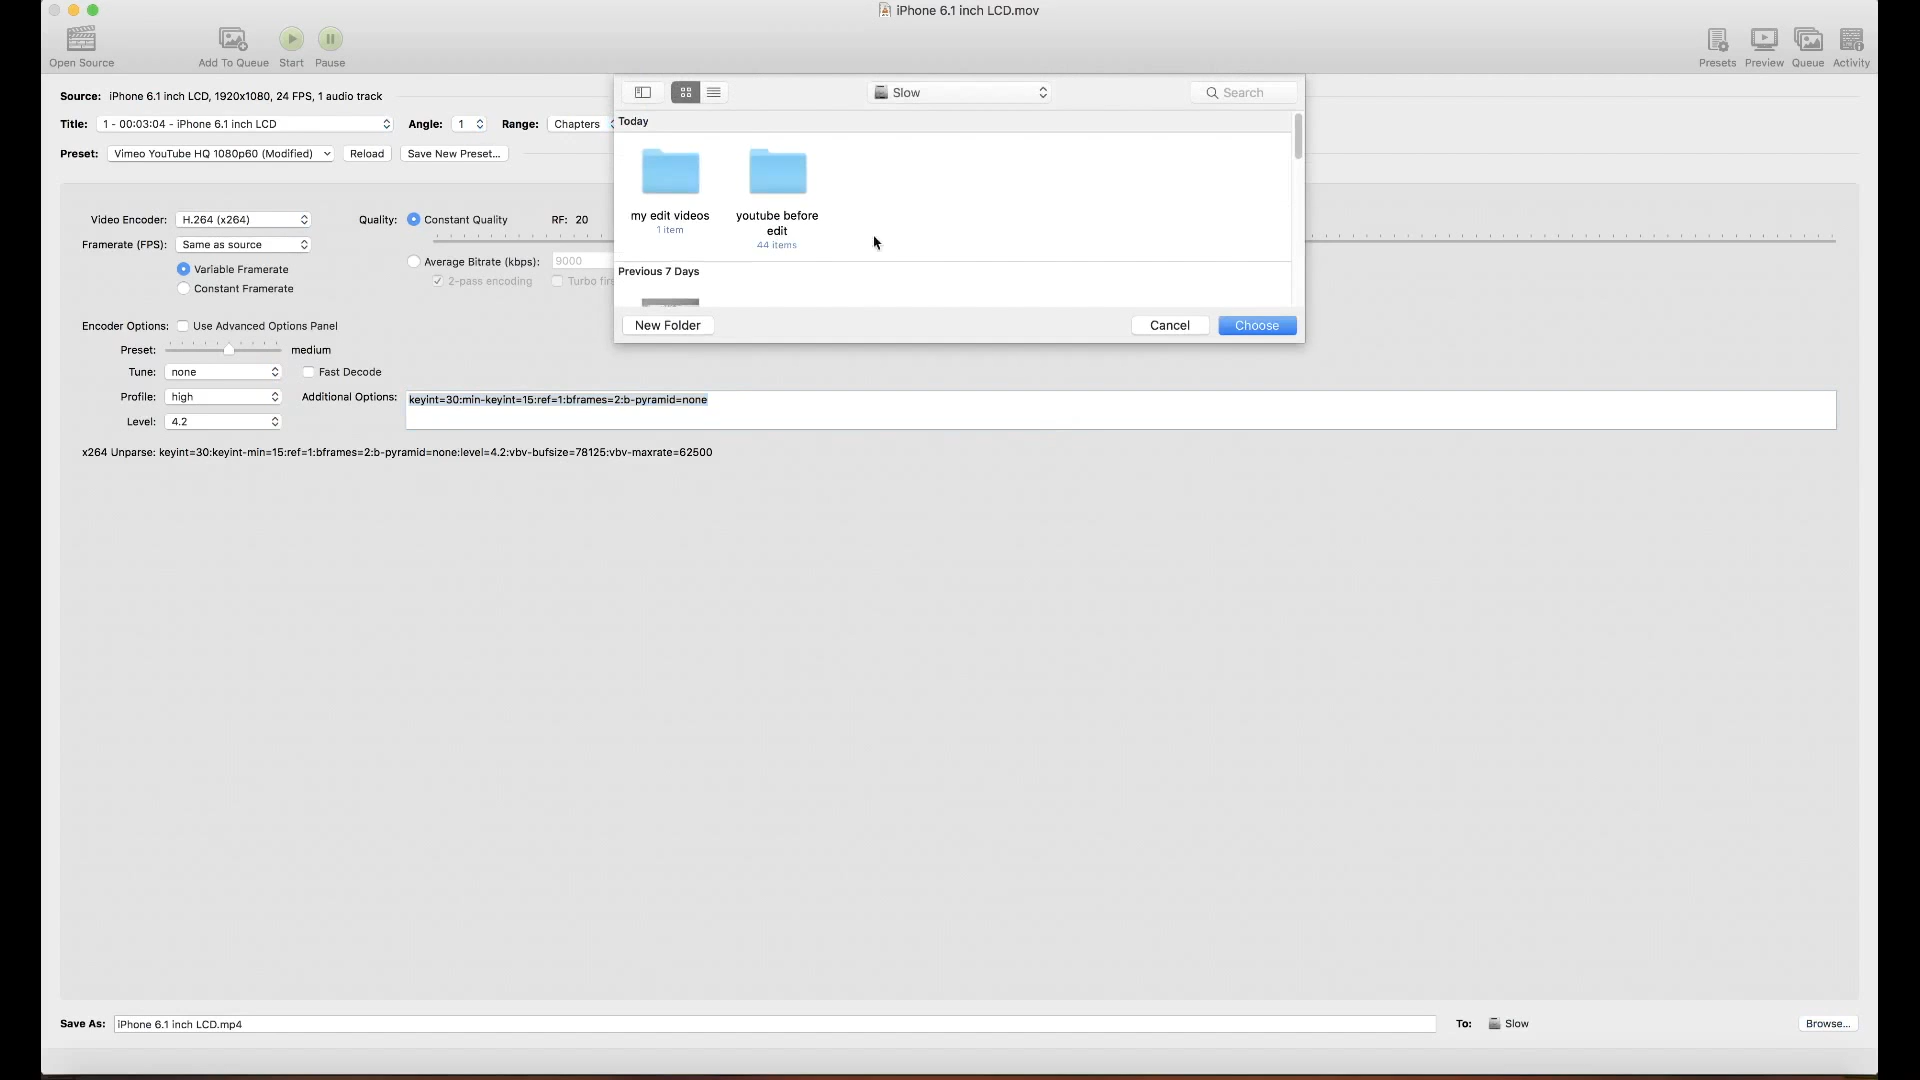 iPhone 6.1 inch LCD.mov
Open Source
Add To Queue
Start
Pause
Presets
Preview
Queue
Activity
Source: iPhone 6.1 inch LCD, 1920x1080, 24 FPS, 1 audio track
Title: 1 - 00:03:04 - iPhone 6.1 inch LCD
Angle: 1
Range: Chapters
Preset: Vimeo YouTube HQ 1080p60 (Modified)
Reload
Save New Preset...
Slow
Search
Today
my edit videos
1 item
youtube before
edit
44 items
Previous 7 Days
New Folder
Cancel
Choose
Video Encoder: H.264 (x264)
Quality: Constant Quality
RF: 20
Framerate (FPS): Same as source
Variable Framerate
Constant Framerate
Average Bitrate (kbps): 9000
2-pass encoding
Turbo firs
Encoder Options: Use Advanced Options Panel
Preset: medium
Tune: none
Fast Decode
Profile: high
Additional Options: keyint=30:min-keyint=15:ref=1:bframes=2:b-pyramid=none
Level: 4.2
x264 Unparse: keyint=30:keyint-min=15:ref=1:bframes=2:b-pyramid=none:level=4.2:vbv-bufsize=78125:vbv-maxrate=62500
Save As: iPhone 6.1 inch LCD.mp4
To: Slow
Browse...